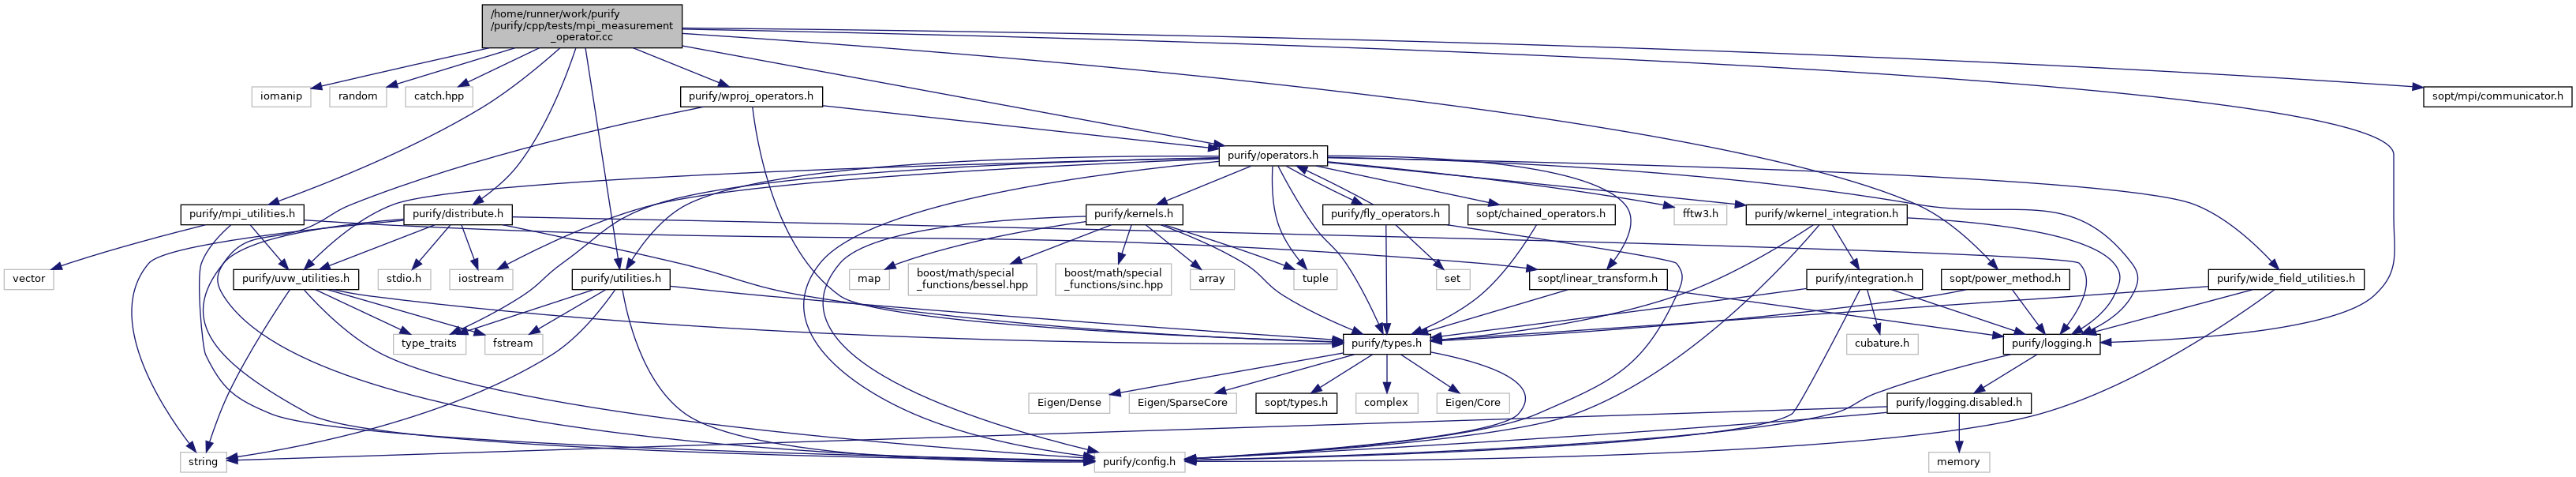 /home/runner/work/purify
/purify/cpp/tests/mpi_measurement
_operator.cc
iomanip
random
catch.hpp
purify/wproj_operators.h
sopt/mpi/communicator.h
purify/operators.h
purify/mpi_utilities.h
purify/distribute.h
purify/kernels.h
purify/fly_operators.h
sopt/chained_operators.h
fftw3.h
purify/wkernel_integration.h
vector
purify/uvw_utilities.h
stdio.h
iostream
purify/utilities.h
map
boost/math/special
_functions/bessel.hpp
boost/math/special
_functions/sinc.hpp
array
tuple
set
sopt/linear_transform.h
purify/integration.h
sopt/power_method.h
purify/wide_field_utilities.h
type_traits
fstream
purify/types.h
cubature.h
purify/logging.h
Eigen/Dense
Eigen/SparseCore
sopt/types.h
complex
Eigen/Core
purify/logging.disabled.h
string
purify/config.h
memory